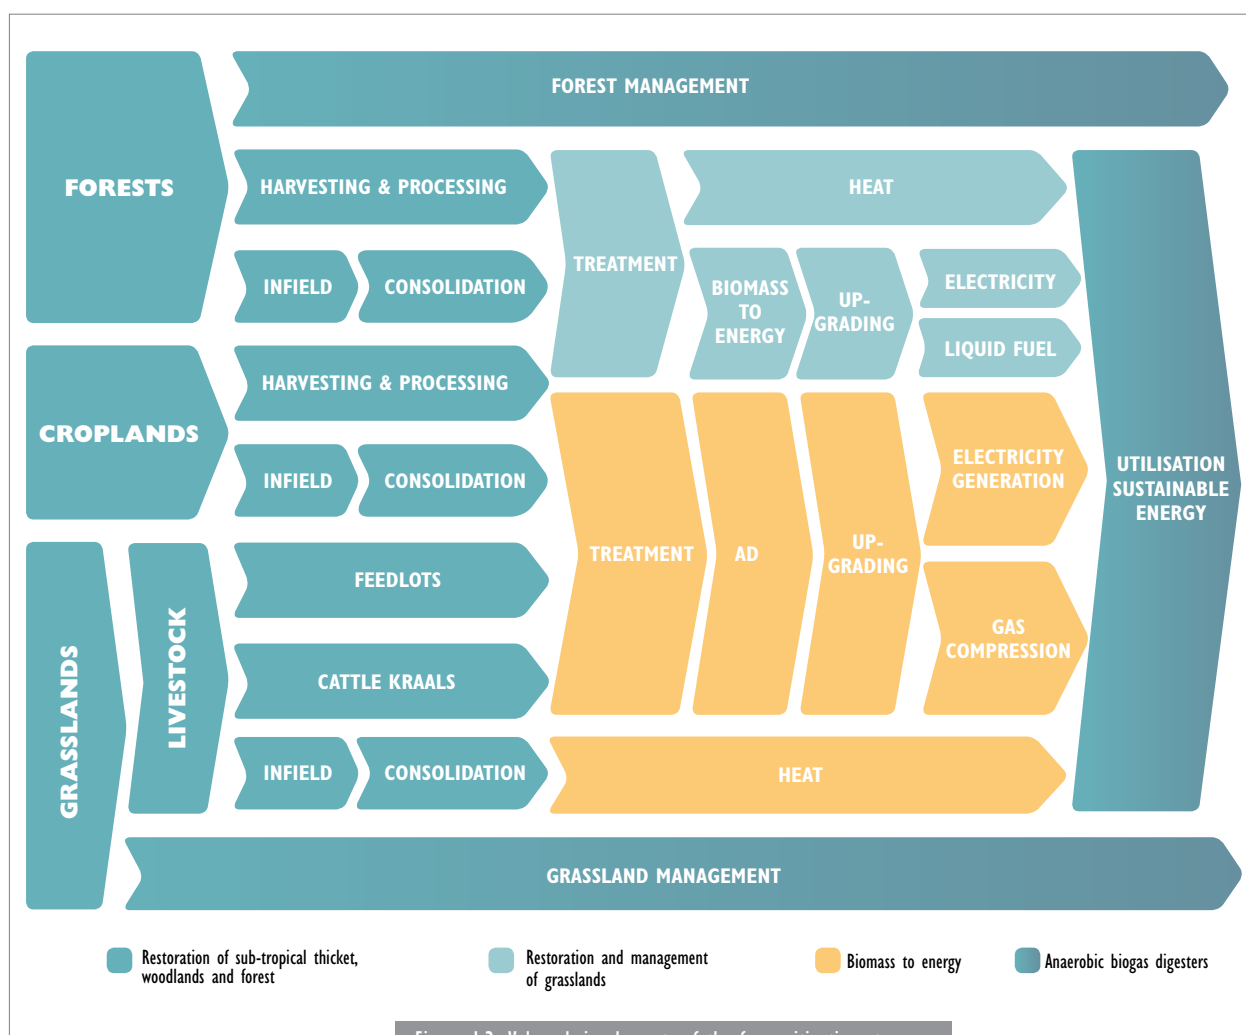 FOREST MANAGEMENT
FORESTS
HARVESTING & PROCESSING
INFIELD
CONSOLIDATION
TREATMENT
HEAT
BIOMASS
TO
ENERGY
UP-
GRADING
ELECTRICITY
LIQUID FUEL
CROPLANDS
HARVESTING & PROCESSING
INFIELD
CONSOLIDATION
GRASSLANDS
LIVESTOCK
FEEDLOTS
CATTLE KRAALS
INFIELD
CONSOLIDATION
TREATMENT
AD
UP-
GRADING
ELECTRICITY
GENERATION
GAS
COMPRESSION
HEAT
UTILISATION
SUSTAINABLE
ENERGY
GRASSLAND MANAGEMENT
Restoration of sub-tropical thicket,
woodlands and forest
Restoration and management
of grasslands
Biomass to energy
Anaerobic biogas digesters